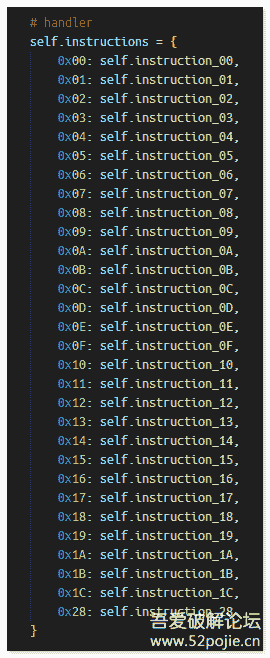 # handler
self.instructions = {
0x00: self.instruction_00,
0x01: self.instruction_01,
0x02: self.instruction_02,
0x03: self.instruction_03,
0x04: self.instruction_04,
0x05: self.instruction_05,
0x06: self.instruction_06,
0x07: self.instruction_07,
0x08: self.instruction_08,
0x09: self.instruction_09,
0x0A: self.instruction_0A,
0x0B: self.instruction_0B,
0x0C: self.instruction_0C,
0x0D: self.instruction_0D,
0x0E: self.instruction_0E,
0x0F: self.instruction_0F,
0x10: self.instruction_10,
0x11: self.instruction_11,
0x12: self.instruction_12,
0x13: self.instruction_13,
0x14: self.instruction_14,
0x15: self.instruction_15,
0x16: self.instruction_16,
0x17: self.instruction_17,
0x18: self.instruction_18,
0x19: self.instruction_19,
0x1A: self.instruction_1A,
0x1B: self.instruction_1B,
0x1C: self.instruction_1C,
0x28: self.instruction_28,
}
吾爱破解论坛
www.52pojie.cn